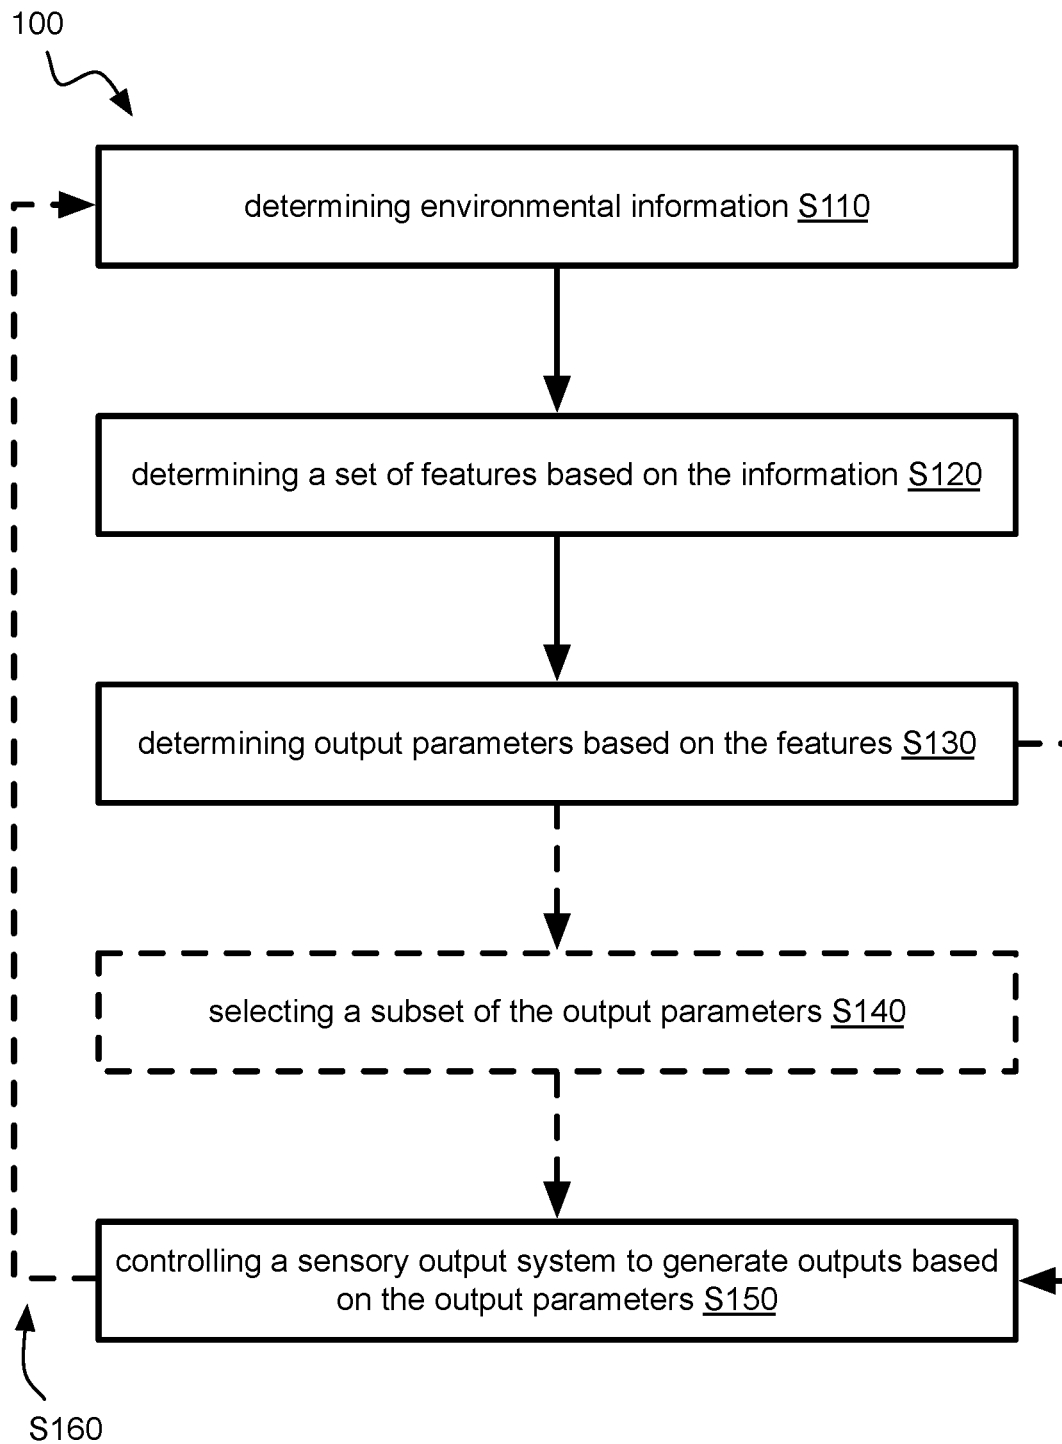 100
determining environmental information S110
determining a set of features based on the information S120
determining output parameters based on the features S130
selecting a subset of the output parameters S140
controlling a sensory output system to generate outputs based
on the output parameters S150
S160